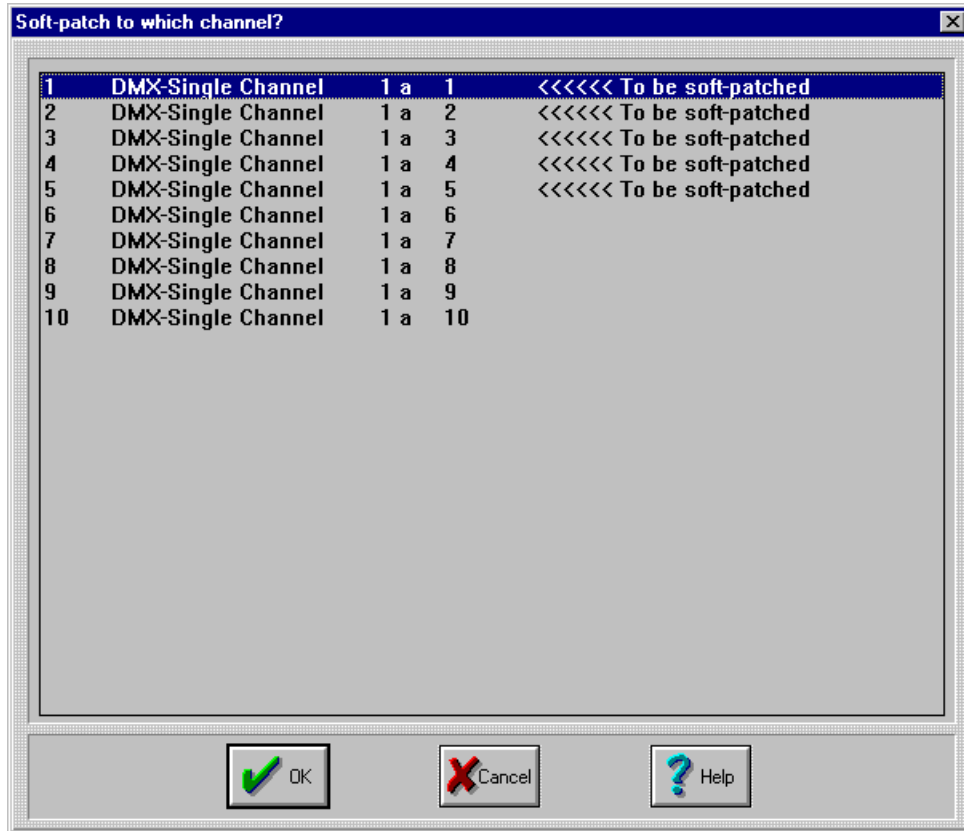 Soft-patch to which channel?
1 DMX-Single Channel 1 a 1 <<<<<< To be soft-patched
2 DMX-Single Channel 1 a 2 <<<<<< To be soft-patched
3 DMX-Single Channel 1 a 3 <<<<<< To be soft-patched
4 DMX-Single Channel 1 a 4 <<<<<< To be soft-patched
5 DMX-Single Channel 1 a 5 <<<<<< To be soft-patched
6 DMX-Single Channel 1 a 6
7 DMX-Single Channel 1 a 7
8 DMX-Single Channel 1 a 8
9 DMX-Single Channel 1 a 9
10 DMX-Single Channel 1 a 10
OK Cancel Help